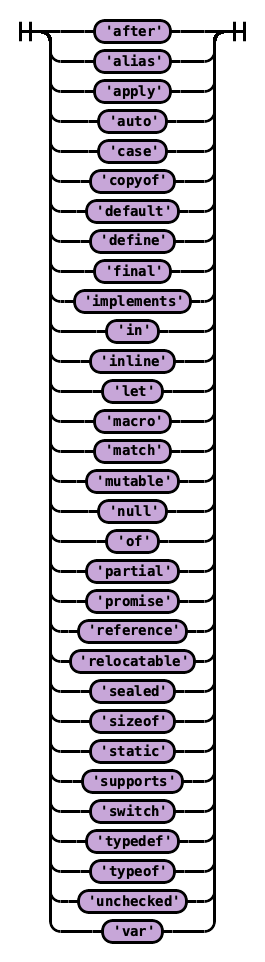 'after'
'alias'
'apply'
'auto'
'case'
'copyof'
'default'
'define'
'final'
'implements'
'in'
'inline'
'let'
'macro'
'match'
'mutable'
'null'
'of'
'partial'
'promise'
'reference'
'relocatable'
'sealed'
'sizeof'
'static'
'supports'
'switch'
'typedef'
'typeof'
'unchecked'
'var'